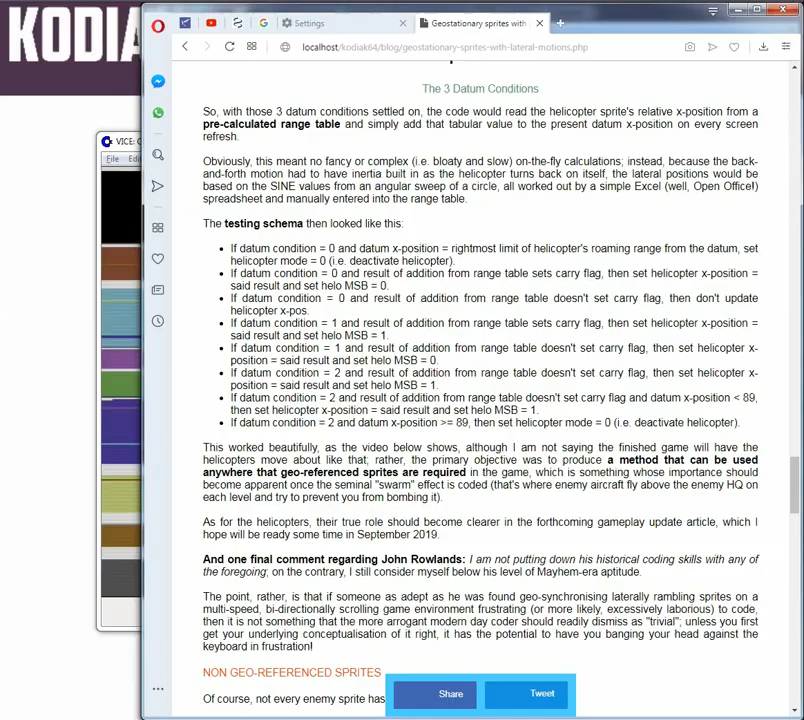 KODIA
Settings
Geostationary sprites with
localhost/kodiak64/blog/geostationary-sprites-with-lateral-motions.php
VICE:
File Edi
The 3 Datum Conditions
So, with those 3 datum conditions settled on, the code would read the helicopter sprite's relative x-position from a
pre-calculated range table and simply add that tabular value to the present datum x-position on every screen
refresh.
Obviously, this meant no fancy or complex (i.e. bloaty and slow) on-the-fly calculations; instead, because the back-
and-forth motion had to have inertia built in as the helicopter turns back on itself, the lateral positions would be
based on the SINE values from an angular sweep of a circle, all worked out by a simple Excel (well, Open Office!)
spreadsheet and manually entered into the range table.
The testing schema then looked like this:
• If datum condition = 0 and datum x-position = rightmost limit of helicopter's roaming range from the datum, set
helicopter mode = 0 (i.e. deactivate helicopter).
• If datum condition = 0 and result of addition from range table sets carry flag, then set helicopter x-position =
said result and set helo MSB = 0.
• If datum condition = 0 and result of addition from range table doesn't set carry flag, then don't update
helicopter x-pos.
• If datum condition = 1 and result of addition from range table sets carry flag, then set helicopter x-position =
said result and set helo MSB = 1.
• If datum condition = 1 and result of addition from range table doesn't set carry flag, then set helicopter x-
position = said result and set helo MSB = 0.
• If datum condition = 2 and result of addition from range table doesn't set carry flag, then set helicopter x-
position = said result and set helo MSB = 1.
• If datum condition = 2 and result of addition from range table doesn't set carry flag and datum x-position < 89,
then set helicopter x-position = said result and set helo MSB = 1.
• If datum condition = 2 and datum x-position >= 89, then set helicopter mode = 0 (i.e. deactivate helicopter).
This worked beautifully, as the video below shows, although I am not saying the finished game will have the
helicopters move about like that; rather, the primary objective was to produce a method that can be used
anywhere that geo-referenced sprites are required in the game, which is something whose importance should
become apparent once the seminal "swarm" effect is coded (that's where enemy aircraft fly above the enemy HQ on
each level and try to prevent you from bombing it).
As for the helicopters, their true role should become clearer in the forthcoming gameplay update article, which I
hope will be ready some time in September 2019.
And one final comment regarding John Rowlands: I am not putting down his historical coding skills with any of
the foregoing; on the contrary, I still consider myself below his level of Mayhem-era aptitude.
The point, rather, is that if someone as adept as he was found geo-synchronising laterally rambling sprites on a
multi-speed, bi-directionally scrolling game environment frustrating (or more likely, excessively laborious) to code,
then it is not something that the more arrogant modern day coder should readily dismiss as "trivial"; unless you first
get your underlying conceptualisation of it right, it has the potential to have you banging your head against the
keyboard in frustration!
NON GEO-REFERENCED SPRITES
Of course, not every enemy sprite has
Share
Tweet